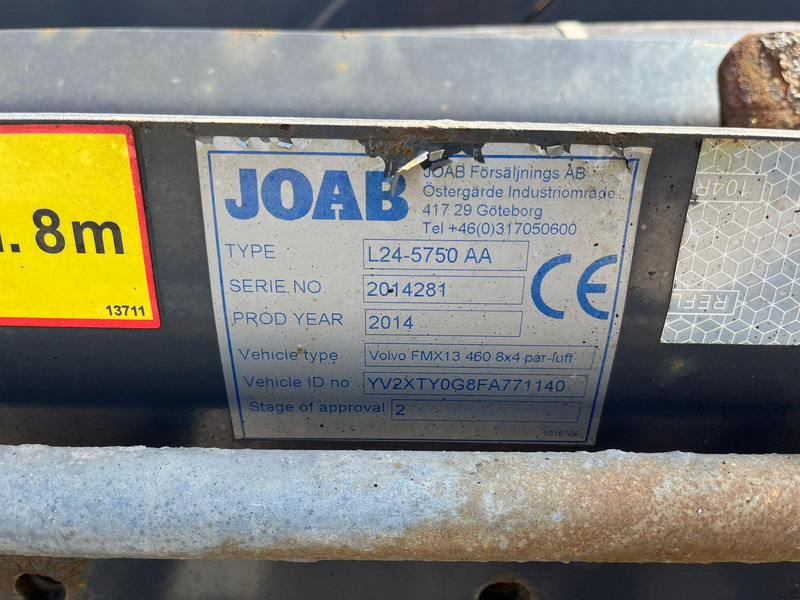 . 8m
13711
JOAB
JOAB Försäljnings AB
Östergärde Industriområde
417 29 Göteborg
Tel +46(0)317050600
TYPE L24-5750 AA
SERIE.NO 2014281
PROD YEAR 2014
Vehicle type Volvo FMX13 460 8x4 par-luft
Vehicle ID no YV2XTY0G8FA771140
Stage of approval 2
CE
104R
REFL